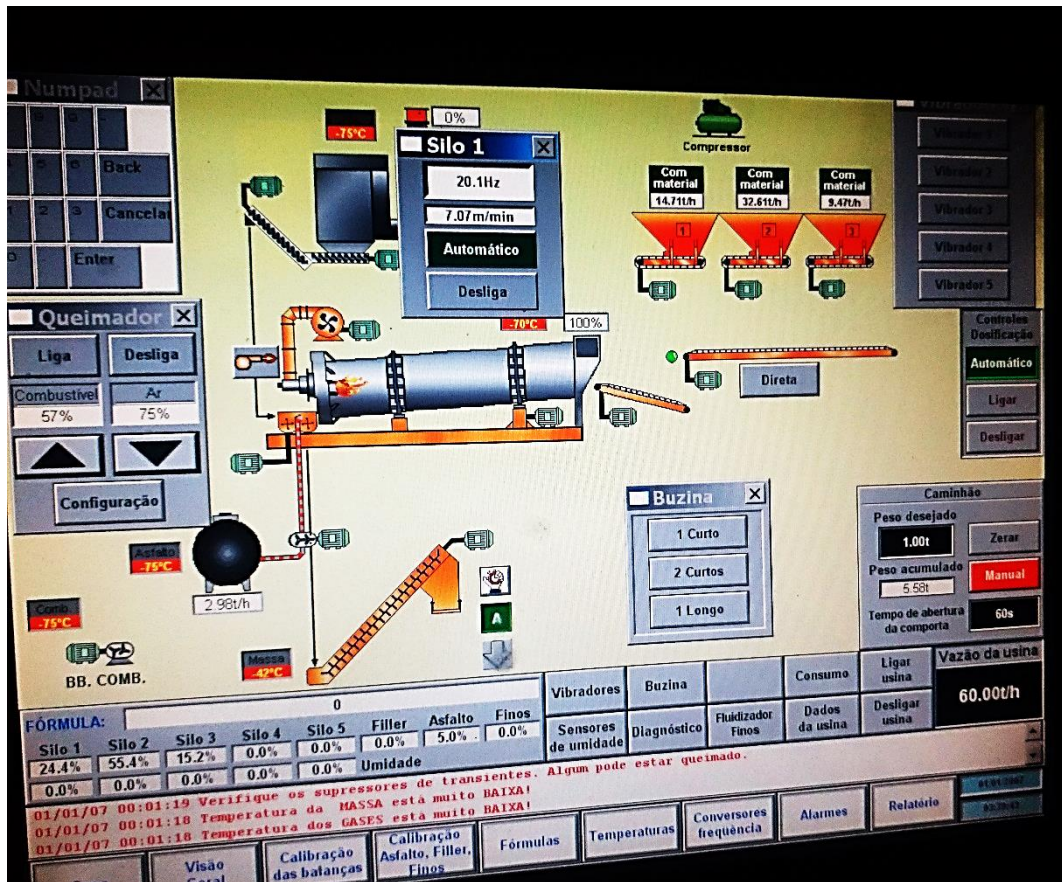 Numpad
Back
5
6
2
3
Cancelar
Enter
-75°C
0%
Silo 1
20.1Hz
7.07m/min
Automático
Desliga
Compressor
Com material
14.71t/h
1
Com material
32.61t/h
2
Com material
9.47t/h
3
Vibrador 1
Vibrador 2
Vibrador 3
Vibrador 4
Vibrador 5
Queimador
Liga
Desliga
Combustível
Ar
57%
75%
Configuração
-70°C
100%
Direta
Controles
Dosificação
Automático
Ligar
Desligar
Buzina
1 Curto
2 Curtos
1 Longo
Caminhão
Peso desejado
1.00t
Zerar
Peso acumulado
5.58t
Manual
Tempo de abertura
da comporta
60s
Asfalto
-75°C
2.98t/h
Comb.
-75°C
BB. COMB.
Massa
-42°C
A
FÓRMULA:
0
Silo 1 Silo 2 Silo 3 Silo 4 Silo 5 Filler Asfalto Finos
24.4% 55.4% 15.2% 0.0% 0.0% 0.0% 5.0% 0.0%
0.0% 0.0% 0.0% 0.0% 0.0% Umidade
Vibradores
Buzina
Consumo
Ligar
usina
Sensores
de umidade
Diagnóstico
Fluidizador
Finos
Dados
da usina
Desligar
usina
Vazão da usina
60.00t/h
01/01/07 00:01:19 Verifique os supressores de transientes. Algum pode estar queimado.
01/01/07 00:01:18 Temperatura da MASSA está muito BAIXA!
01/01/07 00:01:18 Temperatura dos GASES está muito BAIXA!
01/01/2007
Visão
Geral
Calibração
das balanças
Calibração
Asfalto, Filler,
Finos
Fórmulas
Temperaturas
Conversores
freqüência
Alarmes
Relatório